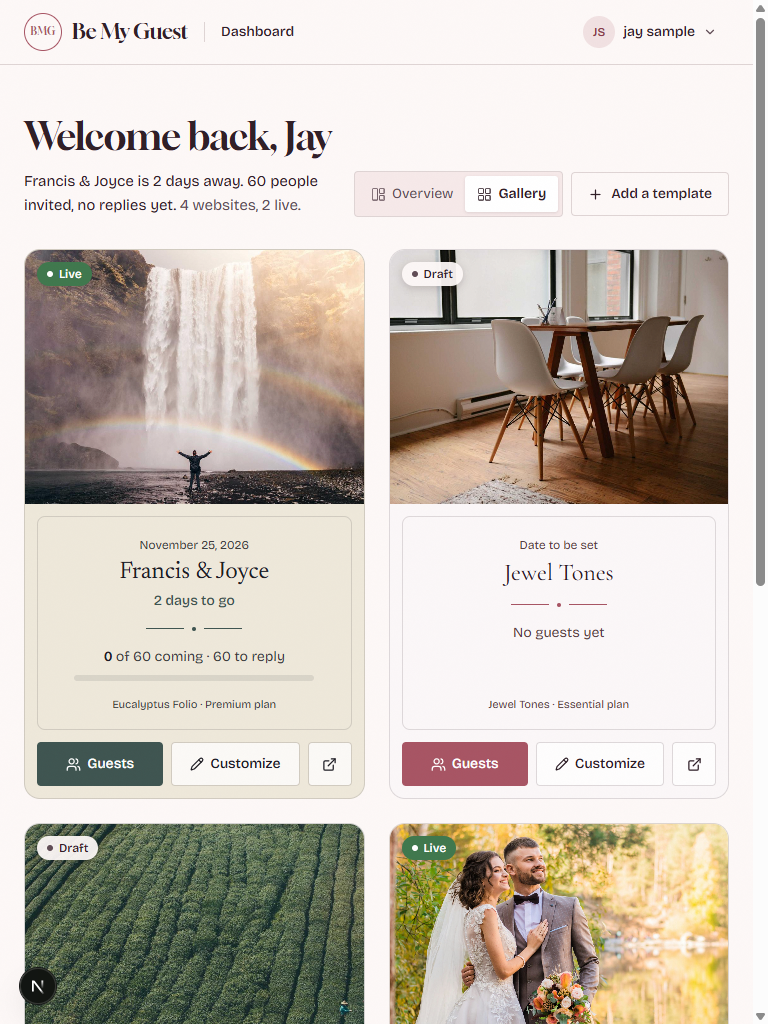 BMG Be My Guest Dashboard JS jay sample
Welcome back, Jay
Francis & Joyce is 2 days away. 60 people
invited, no replies yet. 4 websites, 2 live.
Overview Gallery + Add a template
Live
Draft
November 25, 2026
Francis & Joyce
2 days to go
0 of 60 coming · 60 to reply
Eucalyptus Folio · Premium plan
Guests Customize
Date to be set
Jewel Tones
No guests yet
Jewel Tones · Essential plan
Guests Customize
Draft
Live
N